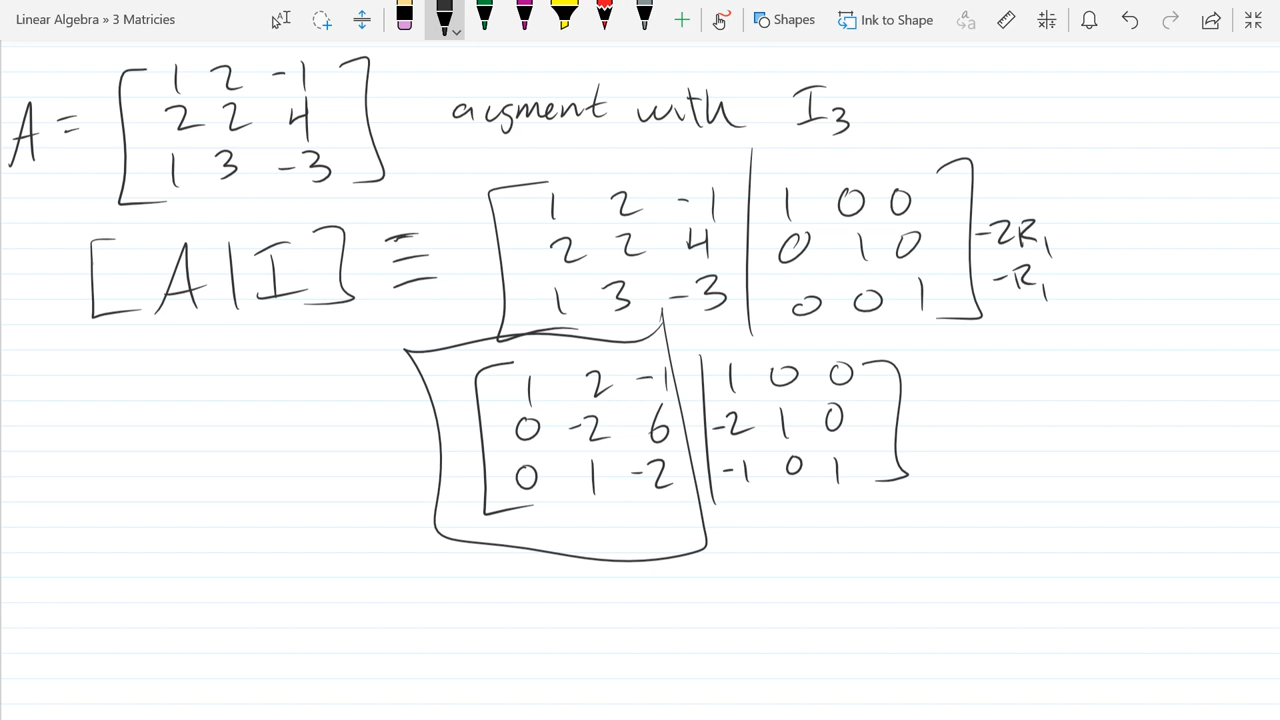 Linear Algebra » 3 Matricies
Shapes
Ink to Shape
A = [ 1 2 -1
2 2 4
1 3 -3 ]
augment with I₃
[A|I] ≡ [ 1 2 -1 | 1 0 0
2 2 4 | 0 1 0
1 3 -3 | 0 0 1 ]
-2R₁
-R₁
[ 1 2 -1 | 1 0 0
0 -2 6 | -2 1 0
0 1 -2 | -1 0 1 ]